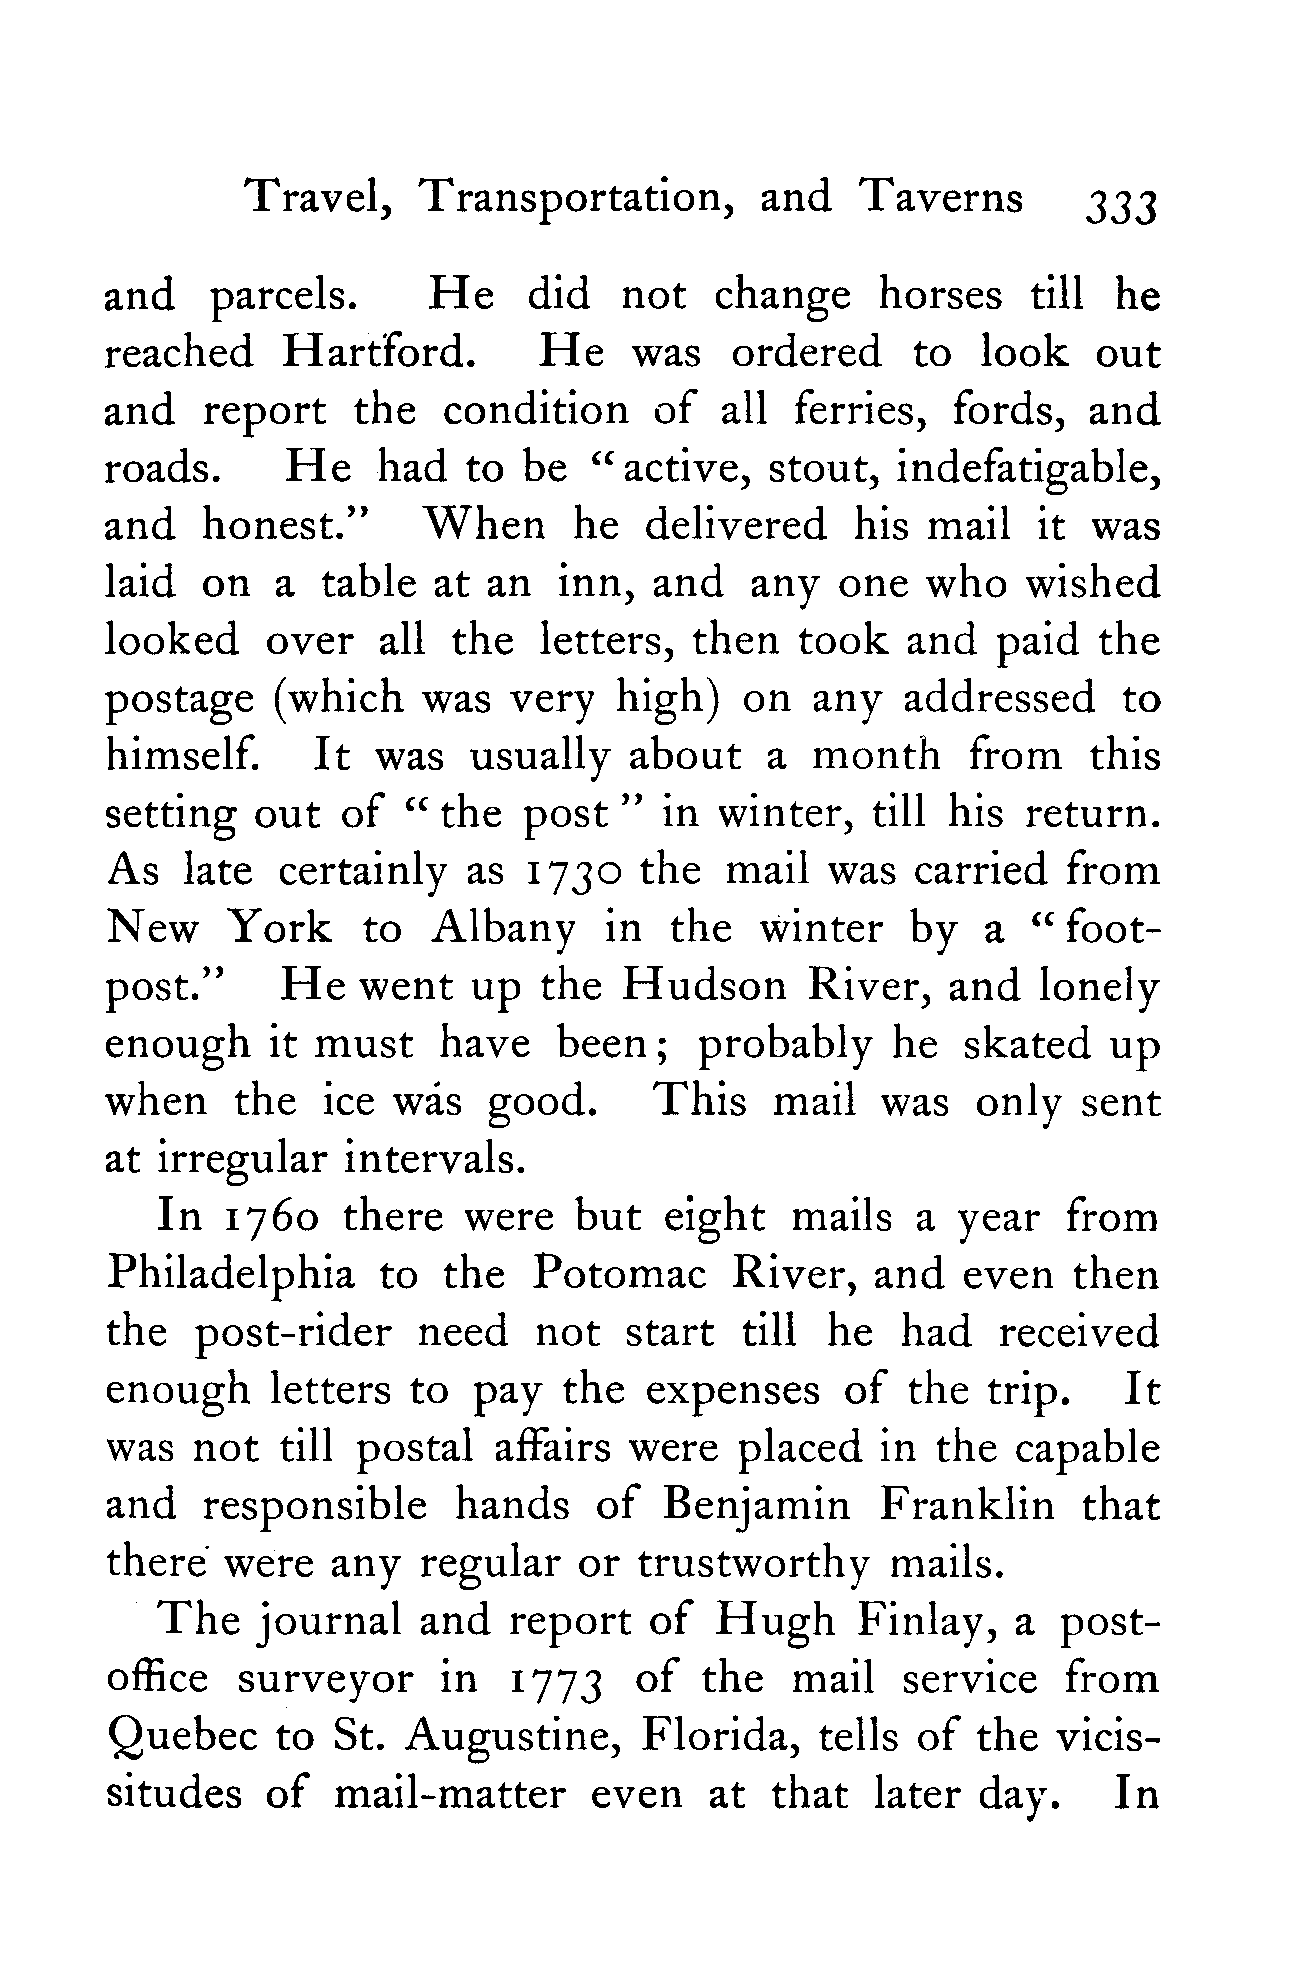 Travel, Transportation, and Taverns 333
and parcels. He did not change horses till he
reached Hartford. He was ordered to look out
and report the condition of all ferries, fords, and
roads. He had to be “active, stout, indefatigable,
and honest.” When he delivered his mail it was
laid on a table at an inn, and any one who wished
looked over all the letters, then took and paid the
postage (which was very high) on any addressed to
himself. It was usually about a month from this
setting out of “the post” in winter, till his return.
As late certainly as 1730 the mail was carried from
New York to Albany in the winter by a “foot-
post.” He went up the Hudson River, and lonely
enough it must have been; probably he skated up
when the ice was good. This mail was only sent
at irregular intervals.
In 1760 there were but eight mails a year from
Philadelphia to the Potomac River, and even then
the post-rider need not start till he had received
enough letters to pay the expenses of the trip. It
was not till postal affairs were placed in the capable
and responsible hands of Benjamin Franklin that
there were any regular or trustworthy mails.
The journal and report of Hugh Finlay, a post-
office surveyor in 1773 of the mail service from
Quebec to St. Augustine, Florida, tells of the vicis-
situdes of mail-matter even at that later day. In